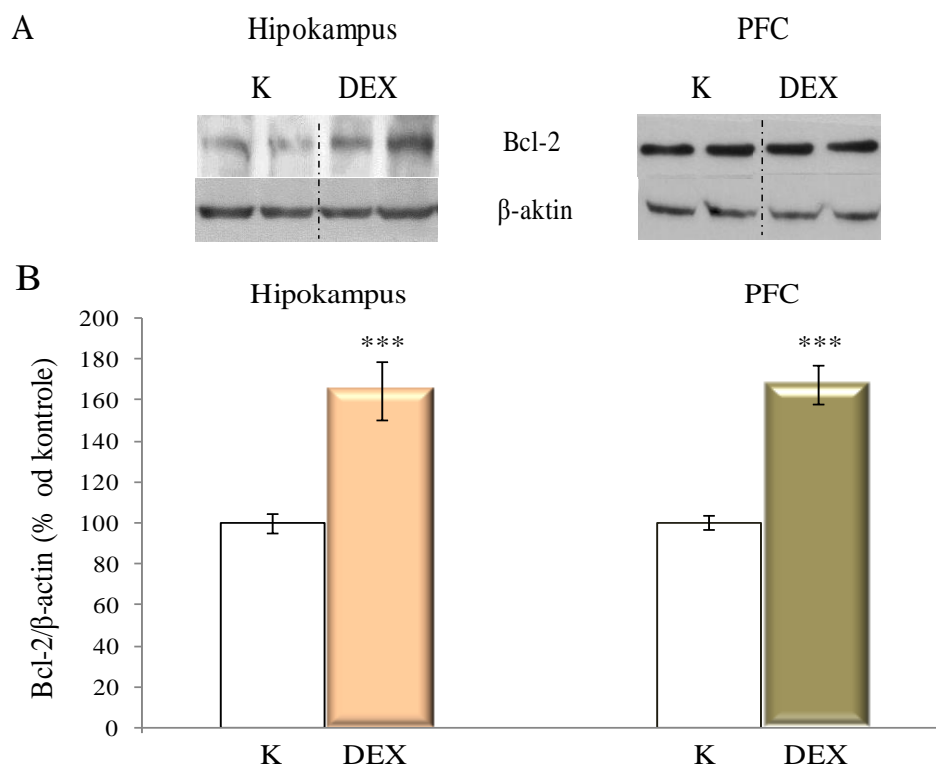 A
Hipokampus PFC
K DEX K DEX
Bcl-2
β-aktin
B
Hipokampus PFC
Bcl-2/β-actin (% od kontrole)
200
180
160
140
120
100
80
60
40
20
0
*** ***
K DEX K DEX